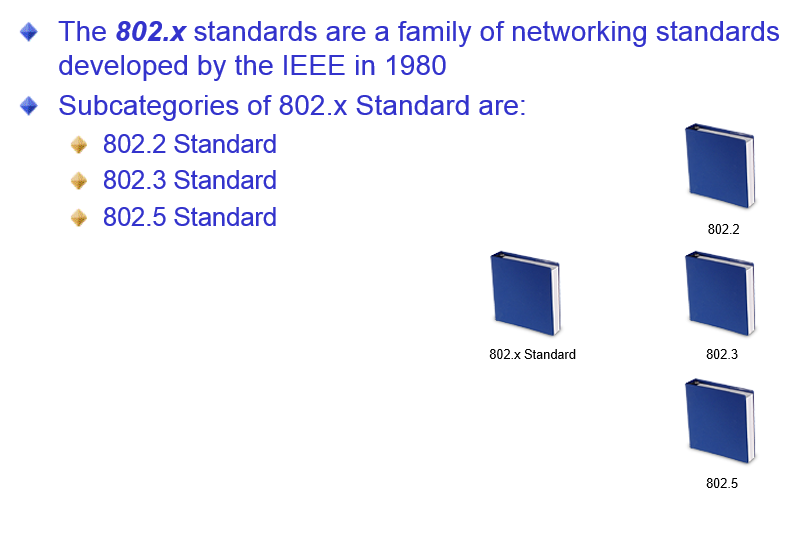 The 802.x standards are a family of networking standards
developed by the IEEE in 1980
Subcategories of 802.x Standard are:
802.2 Standard
802.3 Standard
802.5 Standard
802.2
802.x Standard
802.3
802.5